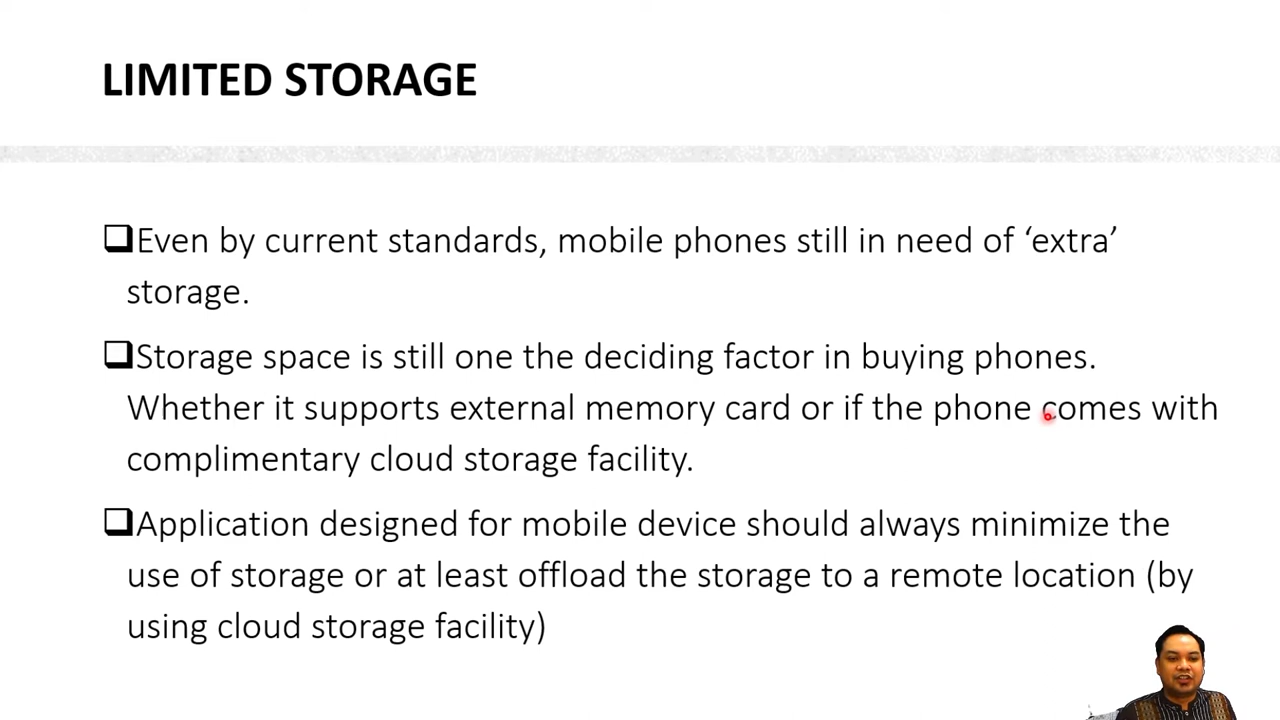 LIMITED STORAGE
Even by current standards, mobile phones still in need of ‘extra’
storage.
Storage space is still one the deciding factor in buying phones.
Whether it supports external memory card or if the phone comes with
complimentary cloud storage facility.
Application designed for mobile device should always minimize the
use of storage or at least offload the storage to a remote location (by
using cloud storage facility)